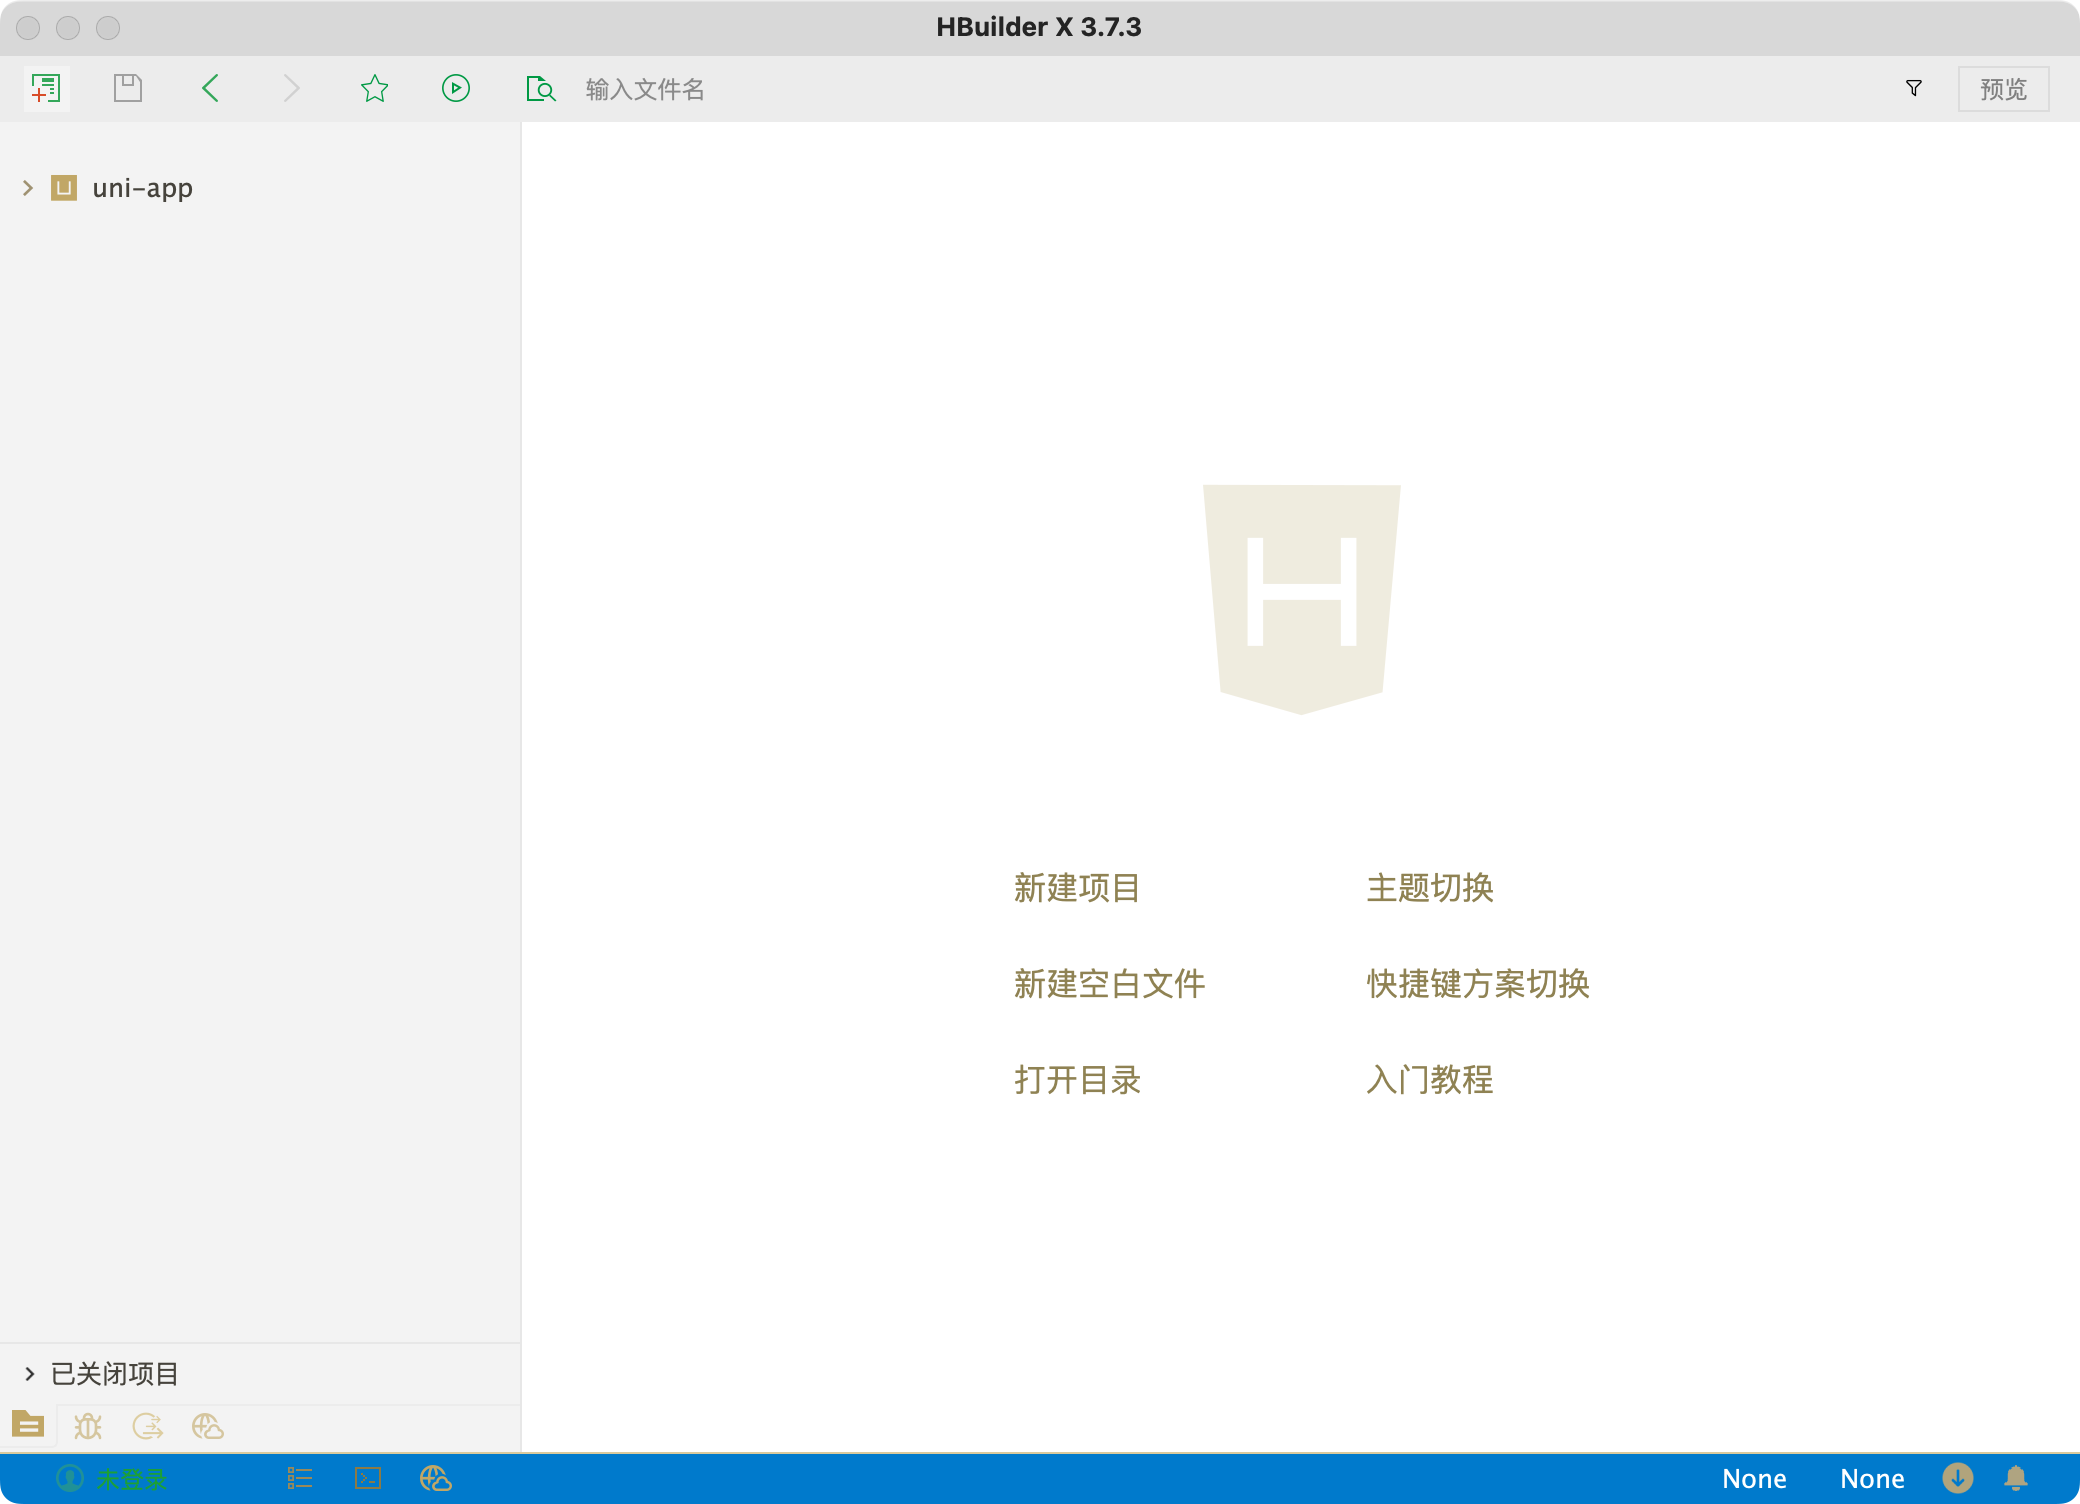 HBuilder X 3.7.3
输入文件名
预览
uni-app
H
新建项目
主题切换
新建空白文件
快捷键方案切换
打开目录
入门教程
已关闭项目
未登录
None
None